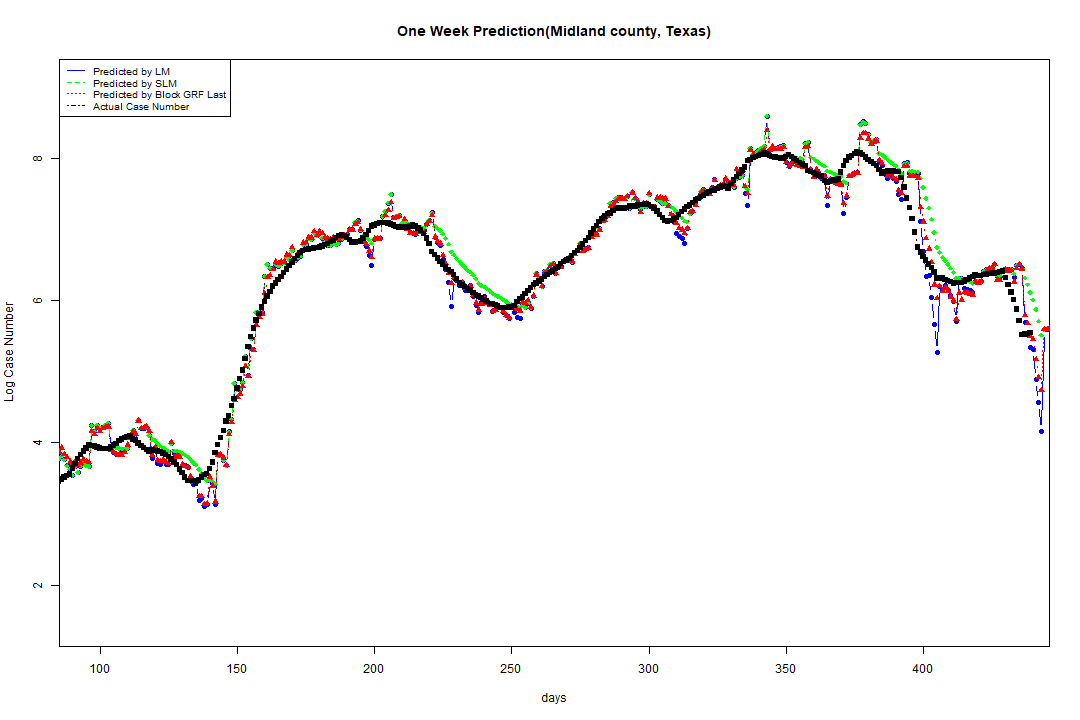 One Week Prediction(Midland county, Texas)
Predicted by LM
Predicted by SLM
Predicted by Block GRF Last
Actual Case Number
8
6
4
2
Log Case Number
100 150 200 250 300 350 400
days